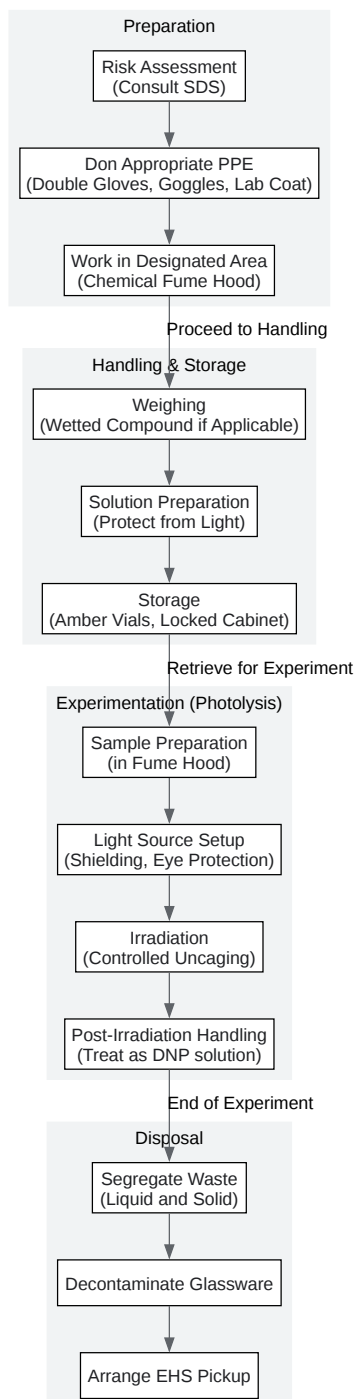 Preparation
Risk Assessment
(Consult SDS)
Don Appropriate PPE
(Double Gloves, Goggles, Lab Coat)
Work in Designated Area
(Chemical Fume Hood)
Proceed to Handling
Handling & Storage
Weighing
(Wetted Compound if Applicable)
Solution Preparation
(Protect from Light)
Storage
(Amber Vials, Locked Cabinet)
Retrieve for Experiment
Experimentation (Photolysis)
Sample Preparation
(in Fume Hood)
Light Source Setup
(Shielding, Eye Protection)
Irradiation
(Controlled Uncaging)
Post-Irradiation Handling
(Treat as DNP solution)
End of Experiment
Disposal
Segregate Waste
(Liquid and Solid)
Decontaminate Glassware
Arrange EHS Pickup